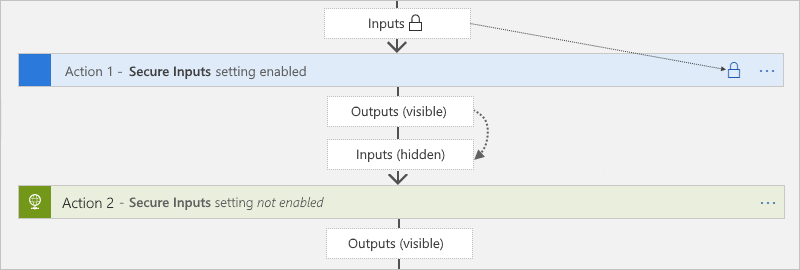 Inputs
Action 1 - Secure Inputs setting enabled
Outputs (visible)
Inputs (hidden)
Action 2 - Secure Inputs setting not enabled
Outputs (visible)